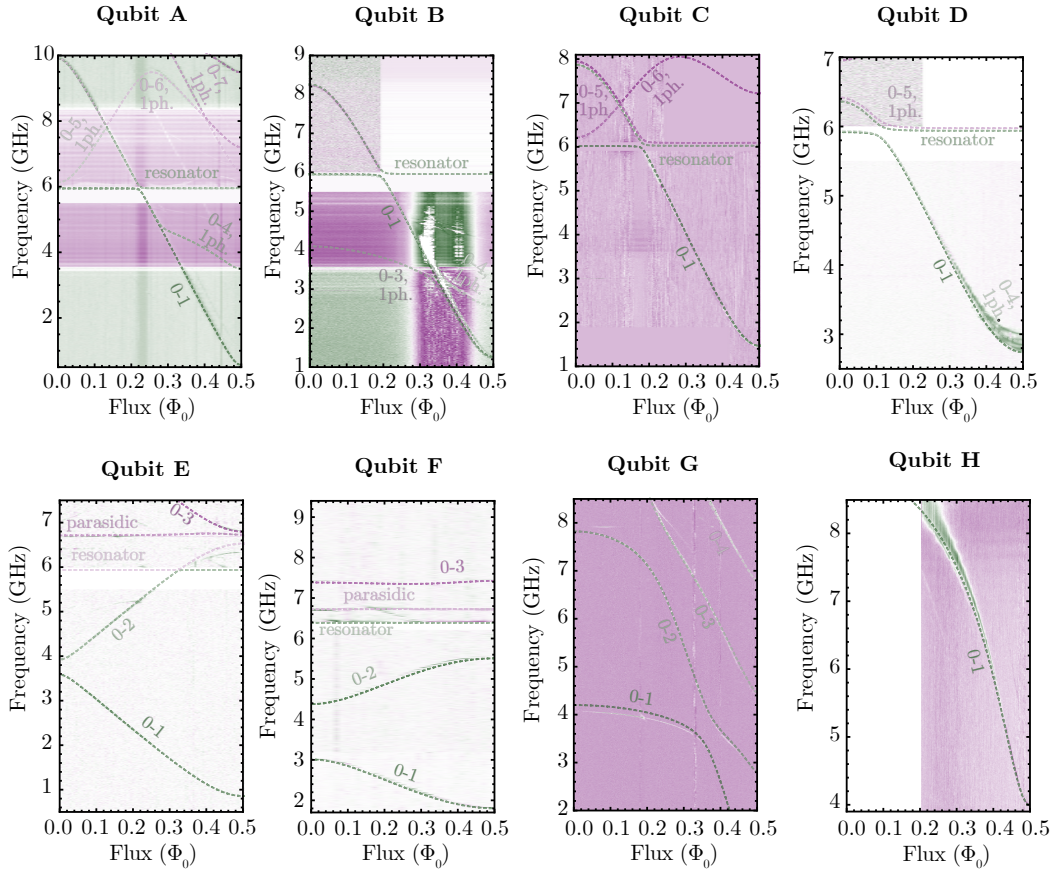 Qubit A
Qubit B
Qubit C
Qubit D
Frequency (GHz)
10
8
6
4
2
0-6,
1ph.
0-7,
1ph.
0-5,
1ph.
resonator
0-4,
1ph.
0-1
0.0 0.1 0.2 0.3 0.4 0.5
Flux (Φ0)
9
8
7
6
5
4
3
2
1
resonator
0-1
0-3,
1ph.
0.0 0.1 0.2 0.3 0.4 0.5
Flux (Φ0)
Frequency (GHz)
8
7
6
5
4
3
2
1
0-5,
1ph.
0-6,
1ph.
resonator
0-1
0.0 0.1 0.2 0.3 0.4 0.5
Flux (Φ0)
Frequency (GHz)
7
6
5
4
3
0-5,
1ph.
resonator
0-1
0-4,
1ph.
0.0 0.1 0.2 0.3 0.4 0.5
Flux (Φ0)
Qubit E
Qubit F
Qubit G
Qubit H
Frequency (GHz)
7
6
5
4
3
2
1
0-3
parasidic
resonator
0-2
0-1
0.0 0.1 0.2 0.3 0.4 0.5
Flux (Φ0)
Frequency (GHz)
9
8
7
6
5
4
3
2
0-3
parasidic
resonator
0-2
0-1
0.0 0.1 0.2 0.3 0.4 0.5
Flux (Φ0)
Frequency (GHz)
8
7
6
5
4
3
2
0-2
0-3
0-1
0.0 0.1 0.2 0.3 0.4 0.5
Flux (Φ0)
Frequency (GHz)
8
7
6
5
4
0-1
0.0 0.1 0.2 0.3 0.4 0.5
Flux (Φ0)